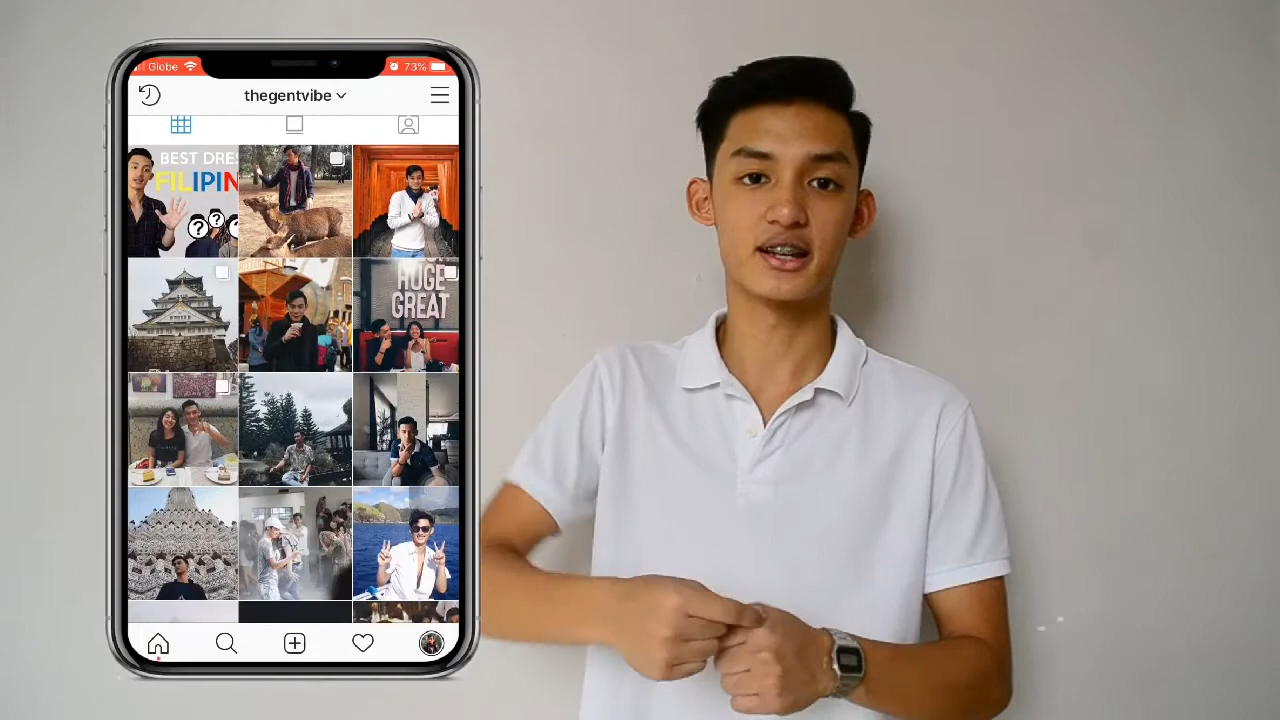 Globe
73%
thegentvibe
BEST DRES
FILIPIN
? ? ?
HUGE
GREAT